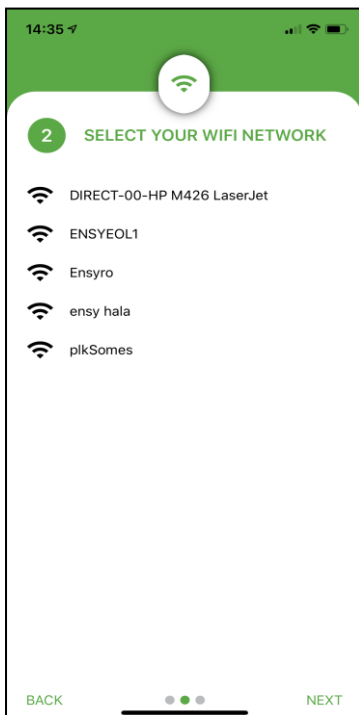 14:35
2 SELECT YOUR WIFI NETWORK
DIRECT-00-HP M426 LaserJet
ENSYEOL1
Ensyro
ensy hala
plkSomes
BACK NEXT